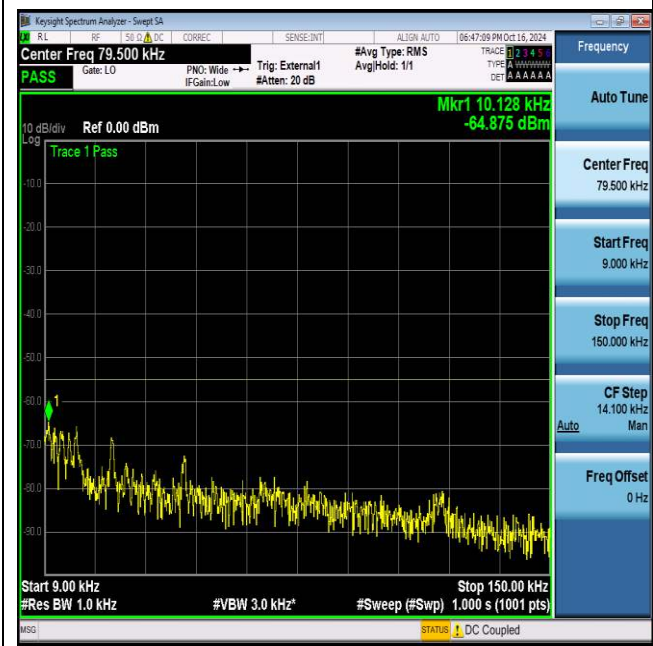 Keysight Spectrum Analyzer - Swept SA
RL RF 50 Ω DC CORREC SENSE:INT ALIGN AUTO 06:47:09 PM Oct 16, 2024
Center Freq 79.500 kHz
PASS
Gate: LO
PNO: Wide
IFGain:Low
Trig: External1
#Atten: 20 dB
#Avg Type: RMS
Avg|Hold: 1/1
TRACE 1 2 3 4 5 6
TYPE A WWWWW
DET A A A A A A
Mkr1 10.128 kHz
-64.875 dBm
10 dB/div Ref 0.00 dBm
Log
Trace 1 Pass
-10.0
-20.0
-30.0
-40.0
-50.0
-60.0
-70.0
-80.0
-90.0
1
Start 9.00 kHz Stop 150.00 kHz
#Res BW 1.0 kHz #VBW 3.0 kHz* #Sweep (#Swp) 1.000 s (1001 pts)
MSG STATUS DC Coupled
Frequency
Auto Tune
Center Freq
79.500 kHz
Start Freq
9.000 kHz
Stop Freq
150.000 kHz
CF Step
14.100 kHz
Auto Man
Freq Offset
0 Hz